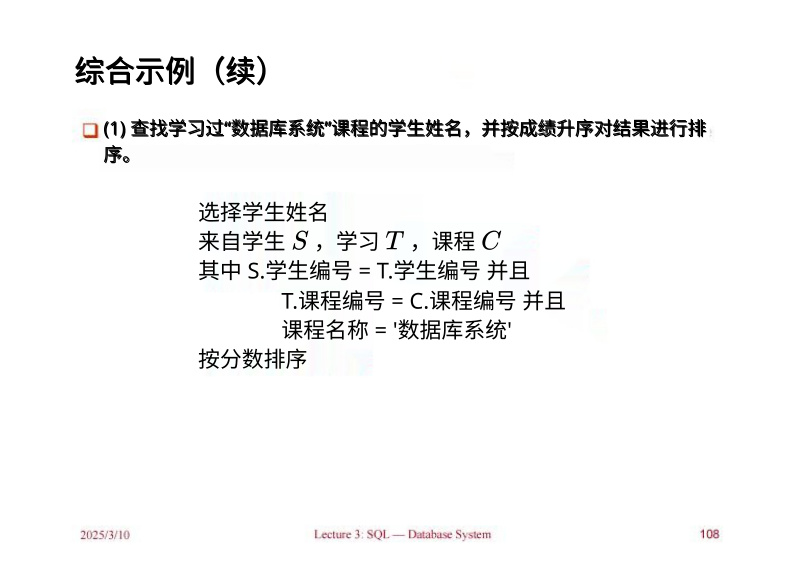 综合示例（续）
(1) 查找学习过“数据库系统”课程的学生姓名，并按成绩升序对结果进行排
序。
选择学生姓名
来自学生 S ，学习 T ，课程 C
其中 S.学生编号 = T.学生编号 并且
T.课程编号 = C.课程编号 并且
课程名称 = '数据库系统'
按分数排序
2025/3/10 Lecture 3: SQL — Database System 108